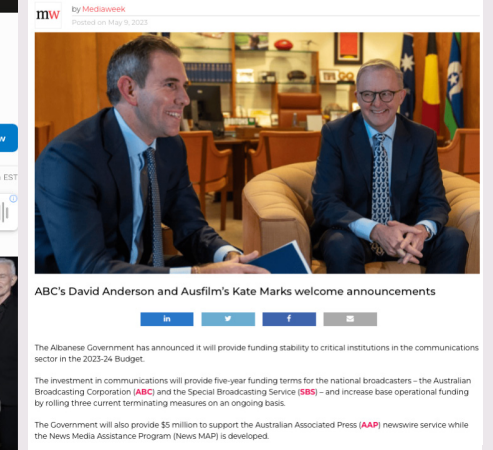 mw
by Mediaweek
Posted on May 9, 2023
w
EST
ABC's David Anderson and Ausfilm's Kate Marks welcome announcements
The Albanese Government has announced it will provide funding stability to critical institutions in the communications
sector in the 2023-24 Budget.
The investment in communications will provide five-year funding terms for the national broadcasters – the Australian
Broadcasting Corporation (ABC) and the Special Broadcasting Service (SBS) – and increase base operational funding
by rolling three current terminating measures on an ongoing basis.
The Government will also provide $5 million to support the Australian Associated Press (AAP) newswire service while
the News Media Assistance Program (News MAP) is developed.